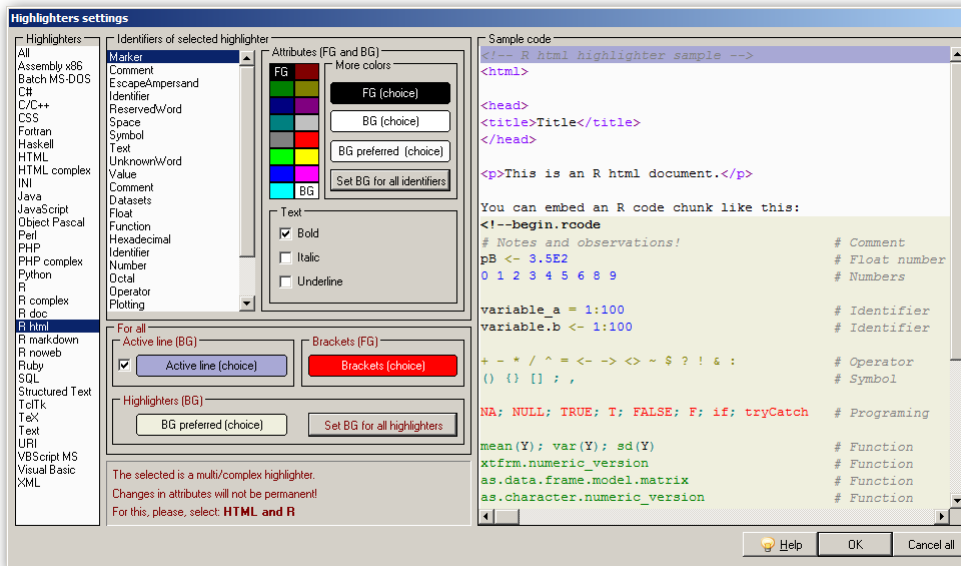 Highlighters settings
Highlighters
All
Assembly x86
Batch MS-DOS
C#
C/C++
CSS
Fortran
Haskell
HTML
HTML complex
INI
Java
JavaScript
Object Pascal
Perl
PHP
PHP complex
Python
R
R complex
R doc
R html
R markdown
R noweb
Ruby
SQL
Structured Text
TclTk
TeX
Text
URI
VBScript MS
Visual Basic
XML
Identifiers of selected highlighter
Marker
Comment
EscapeAmpersand
Identifier
ReservedWord
Space
Symbol
Text
UnknownWord
Value
Comment
Datasets
Float
Function
Hexadecimal
Identifier
Number
Octal
Operator
Plotting
Attributes (FG and BG)
FG
BG
More colors
FG (choice)
BG (choice)
BG preferred (choice)
Set BG for all identifiers
Text
Bold
Italic
Underline
For all
Active line (BG)
Active line (choice)
Brackets (FG)
Brackets (choice)
Highlighters (BG)
BG preferred (choice)
Set BG for all highlighters
The selected is a multi/complex highlighter.
Changes in attributes will not be permanent!
For this, please, select: HTML and R
Sample code
<!-- R html highlighter sample -->
<html>
<head>
<title>Title</title>
</head>
<p>This is an R html document.</p>
You can embed an R code chunk like this:
<!--begin.rcode
# Notes and observations! # Comment
pB <- 3.5E2 # Float number
0 1 2 3 4 5 6 8 9 # Numbers
variable_a = 1:100 # Identifier
variable.b <- 1:100 # Identifier
+ - * / ^ = <- -> <> ~ $ ? ! & : # Operator
() {} [] ; , # Symbol
NA; NULL; TRUE; T; FALSE; F; if; tryCatch # Programing
mean(Y); var(Y); sd(Y) # Function
xtfrm.numeric_version # Function
as.data.frame.model.matrix # Function
as.character.numeric_version # Function
Help
OK
Cancel all